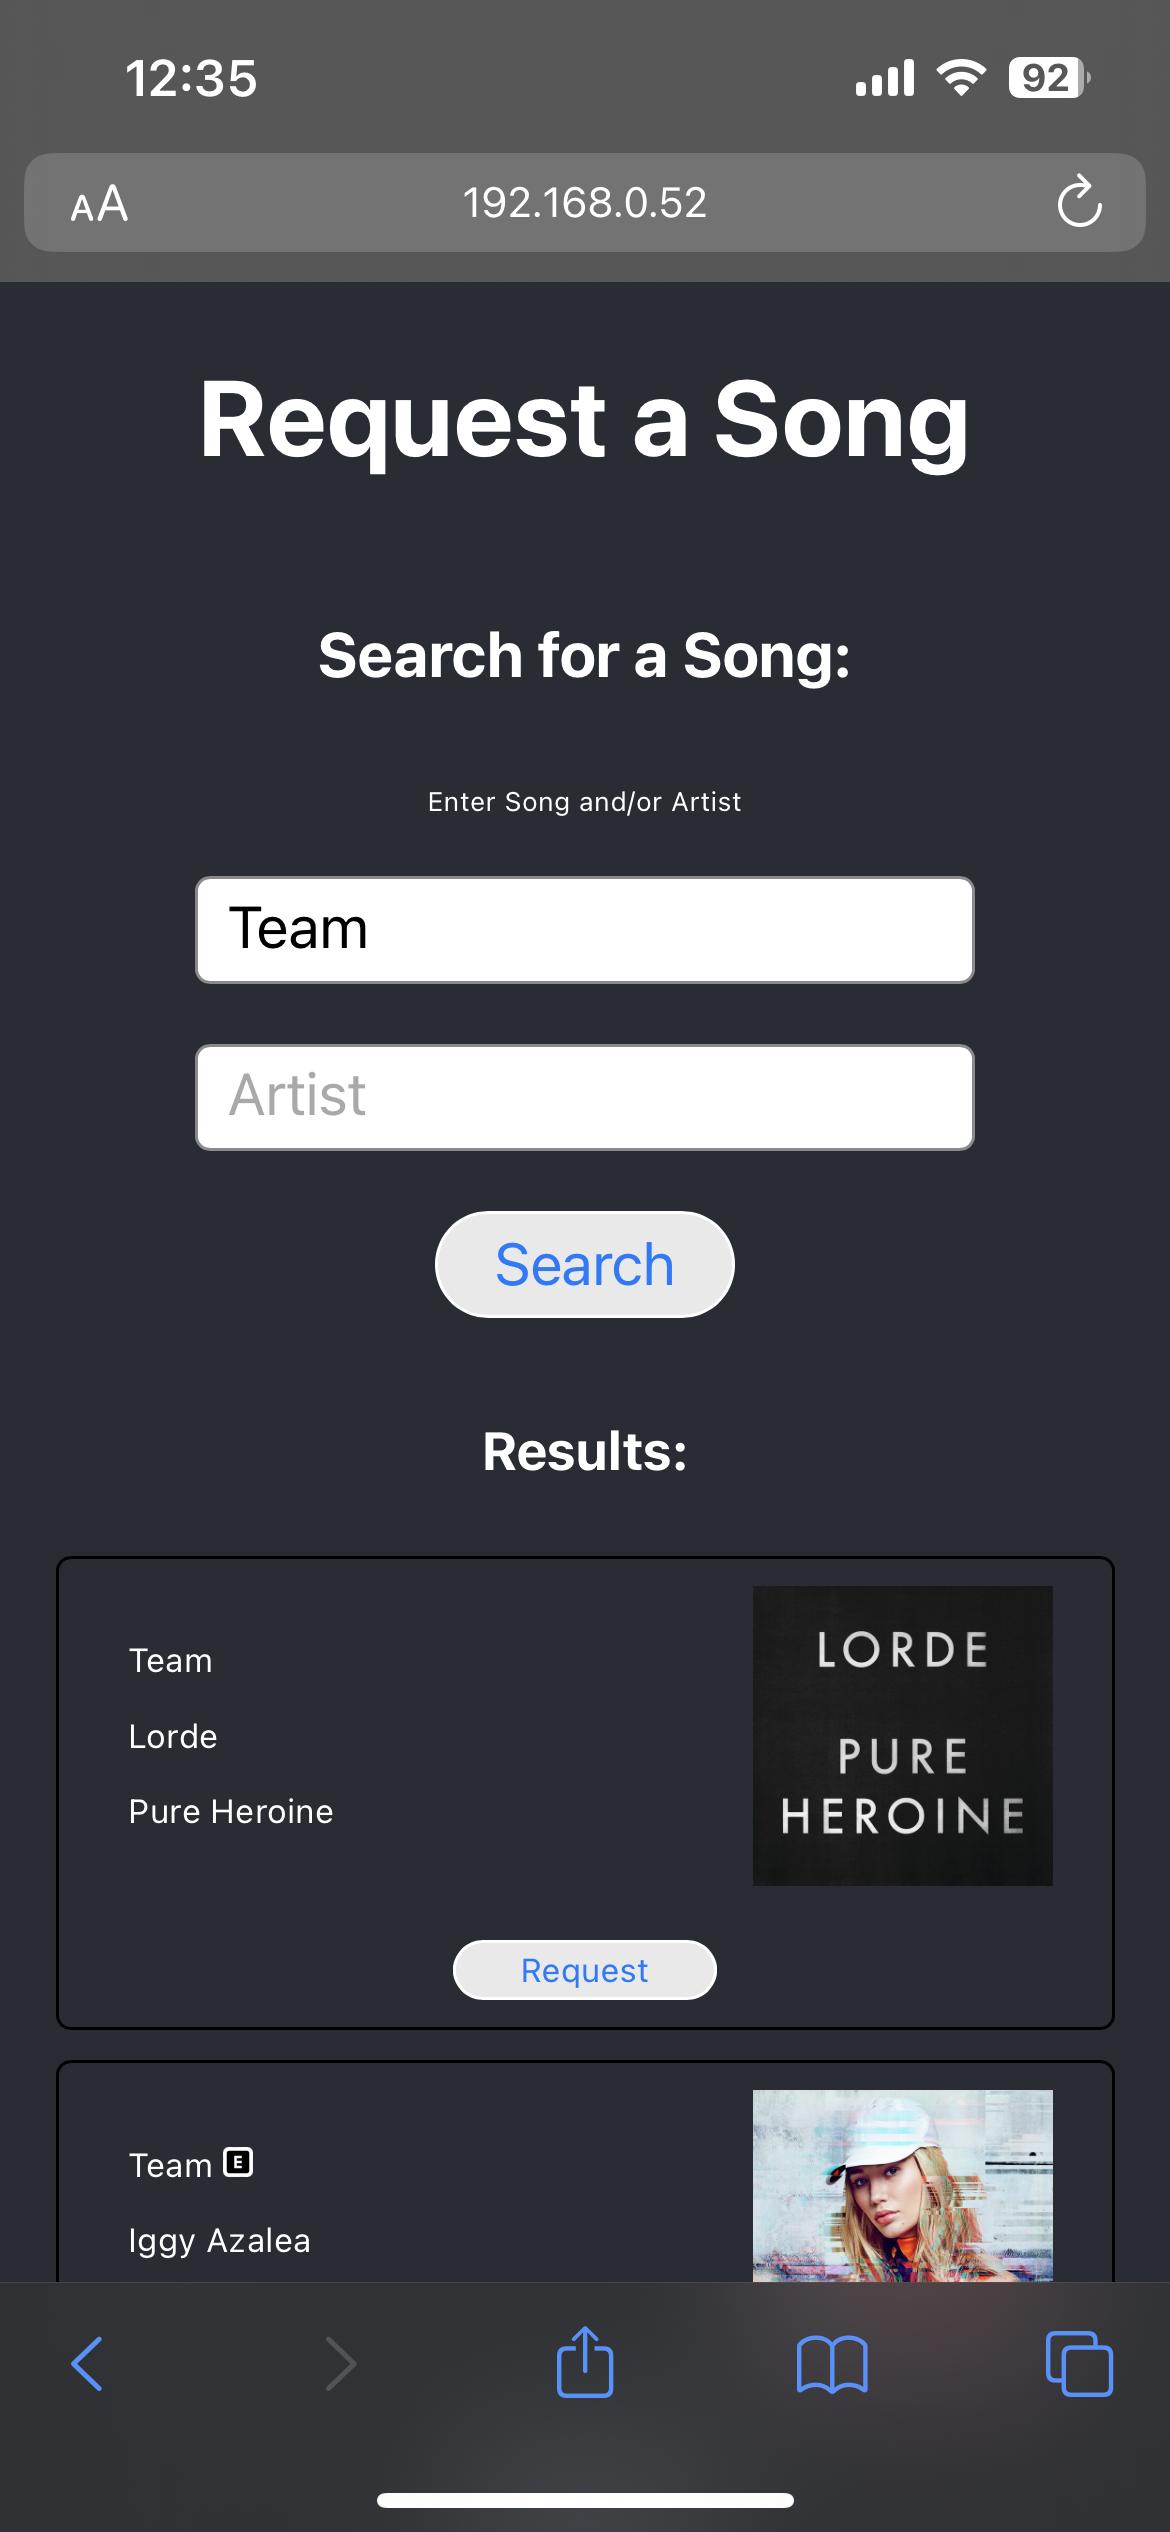 12:35
92
AA
192.168.0.52
Request a Song
Search for a Song:
Enter Song and/or Artist
Team
Artist
Search
Results:
Team
Lorde
Pure Heroine
LORDE
PURE
HEROINE
Request
Team E
Iggy Azalea